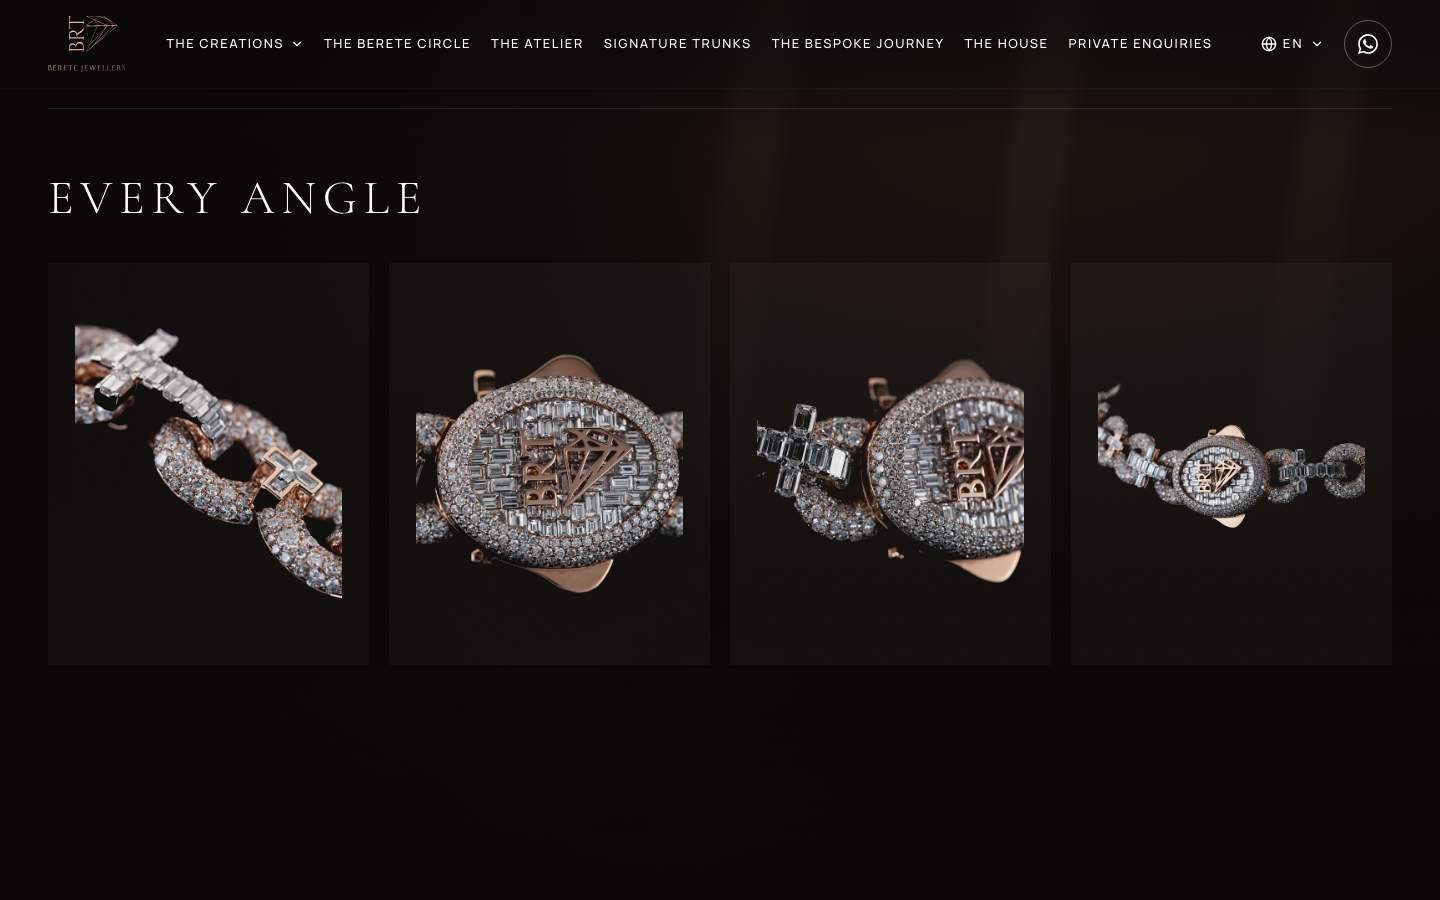 BRT
BERETE JEWELLERS
THE CREATIONS
THE BERETE CIRCLE
THE ATELIER
SIGNATURE TRUNKS
THE BESPOKE JOURNEY
THE HOUSE
PRIVATE ENQUIRIES
EN
EVERY ANGLE
BRT
BRT
BRT